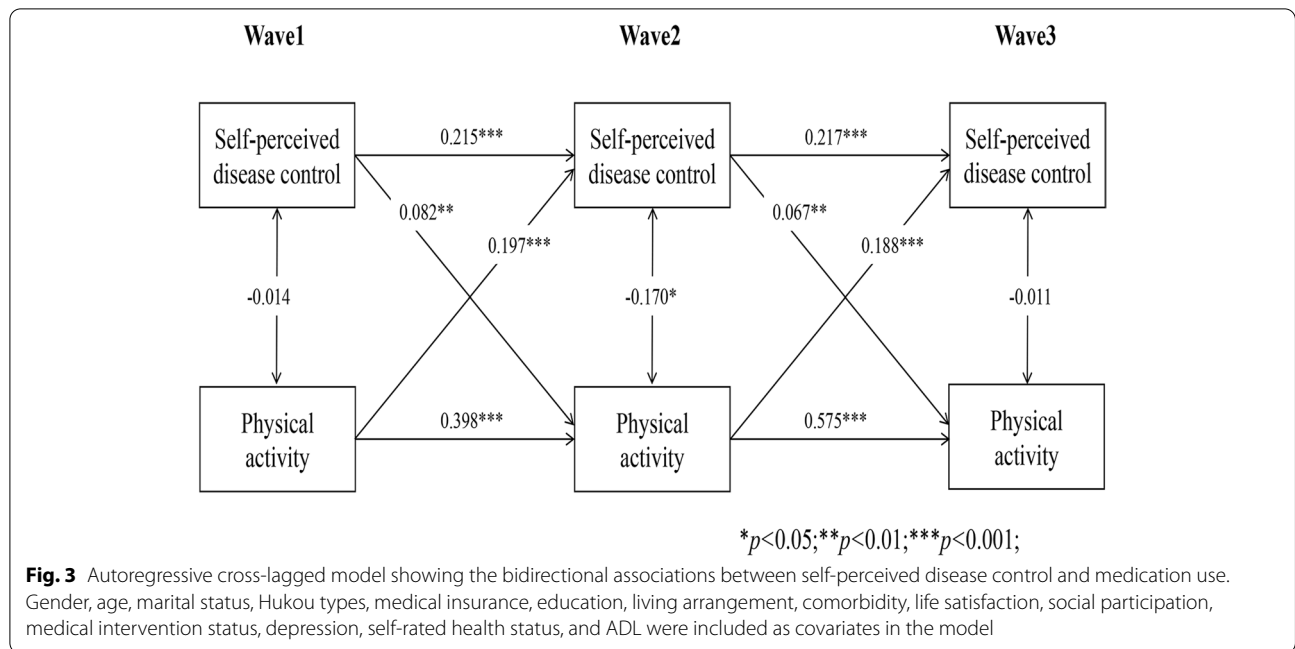 Wave1 Wave2 Wave3
Self-perceived
disease control
0.215***
Self-perceived
disease control
0.217***
Self-perceived
disease control
0.082**
0.197***
0.067**
0.188***
-0.014
-0.170*
-0.011
Physical
activity
0.398***
Physical
activity
0.575***
Physical
activity
*p<0.05;**p<0.01;***p<0.001;
Fig. 3 Autoregressive cross-lagged model showing the bidirectional associations between self-perceived disease control and medication use.
Gender, age, marital status, Hukou types, medical insurance, education, living arrangement, comorbidity, life satisfaction, social participation,
medical intervention status, depression, self-rated health status, and ADL were included as covariates in the model